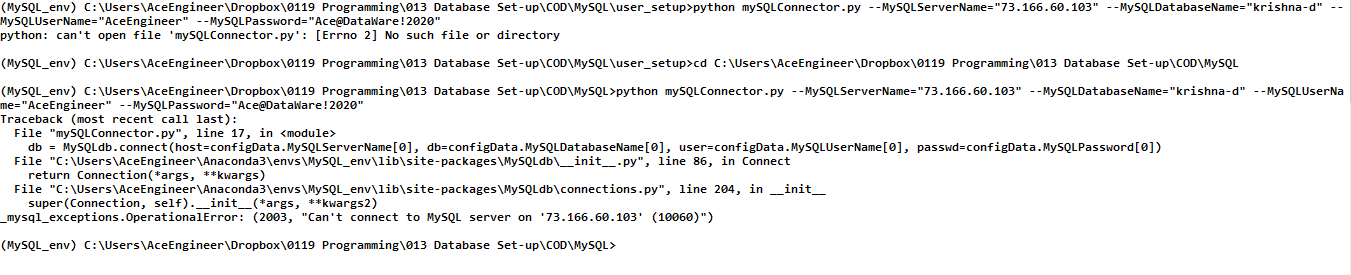 (MySQL_env) C:\Users\AceEngineer\Dropbox\0119 Programming\013 Database Set-up\COD\MySQL\user_setup>python mySQLConnector.py --MySQLServerName="73.166.60.103" --MySQLDatabaseName="krishna-d" --
MySQLUserName="AceEngineer" --MySQLPassword="Ace@DataWare!2020"
python: can't open file 'mySQLConnector.py': [Errno 2] No such file or directory
(MySQL_env) C:\Users\AceEngineer\Dropbox\0119 Programming\013 Database Set-up\COD\MySQL\user_setup>cd C:\Users\AceEngineer\Dropbox\0119 Programming\013 Database Set-up\COD\MySQL
(MySQL_env) C:\Users\AceEngineer\Dropbox\0119 Programming\013 Database Set-up\COD\MySQL>python mySQLConnector.py --MySQLServerName="73.166.60.103" --MySQLDatabaseName="krishna-d" --MySQLUserNa
me="AceEngineer" --MySQLPassword="Ace@DataWare!2020"
Traceback (most recent call last):
File "mySQLConnector.py", line 17, in <module>
db = MySQLdb.connect(host=configData.MySQLServerName[0], db=configData.MySQLDatabaseName[0], user=configData.MySQLUserName[0], passwd=configData.MySQLPassword[0])
File "C:\Users\AceEngineer\Anaconda3\envs\MySQL_env\lib\site-packages\MySQLdb\__init__.py", line 86, in Connect
return Connection(*args, **kwargs)
File "C:\Users\AceEngineer\Anaconda3\envs\MySQL_env\lib\site-packages\MySQLdb\connections.py", line 204, in __init__
super(Connection, self).__init__(*args, **kwargs2)
_mysql_exceptions.OperationalError: (2003, "Can't connect to MySQL server on '73.166.60.103' (10060)")
(MySQL_env) C:\Users\AceEngineer\Dropbox\0119 Programming\013 Database Set-up\COD\MySQL>